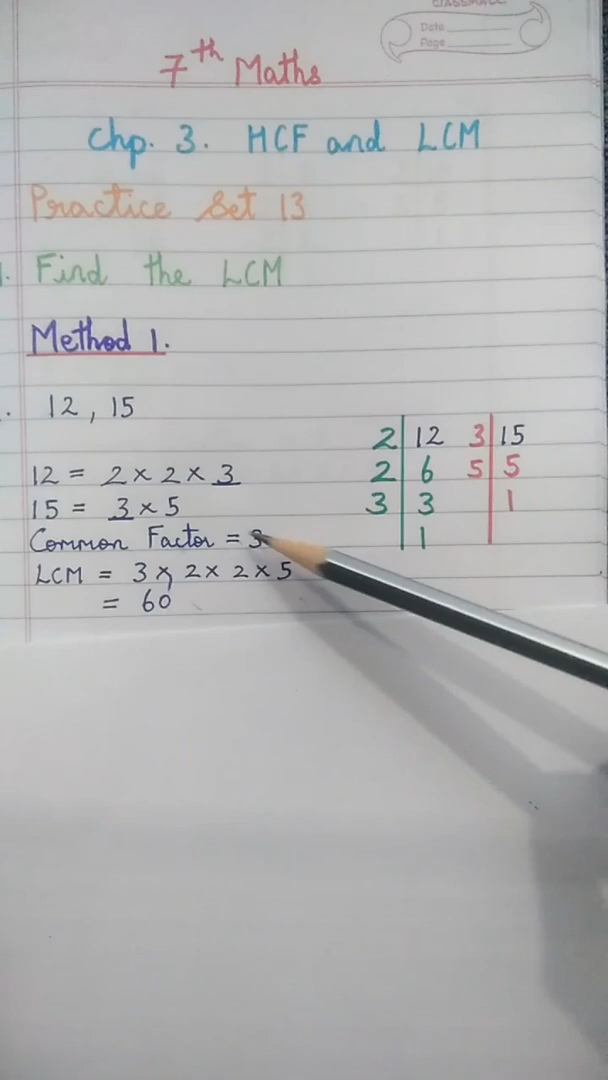 CLASSMATE
Date
Page
7th Maths
Chp. 3. HCF and LCM
Practice Set 13
1. Find the LCM
Method 1.
12, 15
2 | 12 3 | 15
12 = 2 × 2 × 3
2 | 6 5 | 5
15 = 3 × 5
3 | 3 | 1
Common Factor = 3
| 1
LCM = 3 × 2 × 2 × 5
= 60